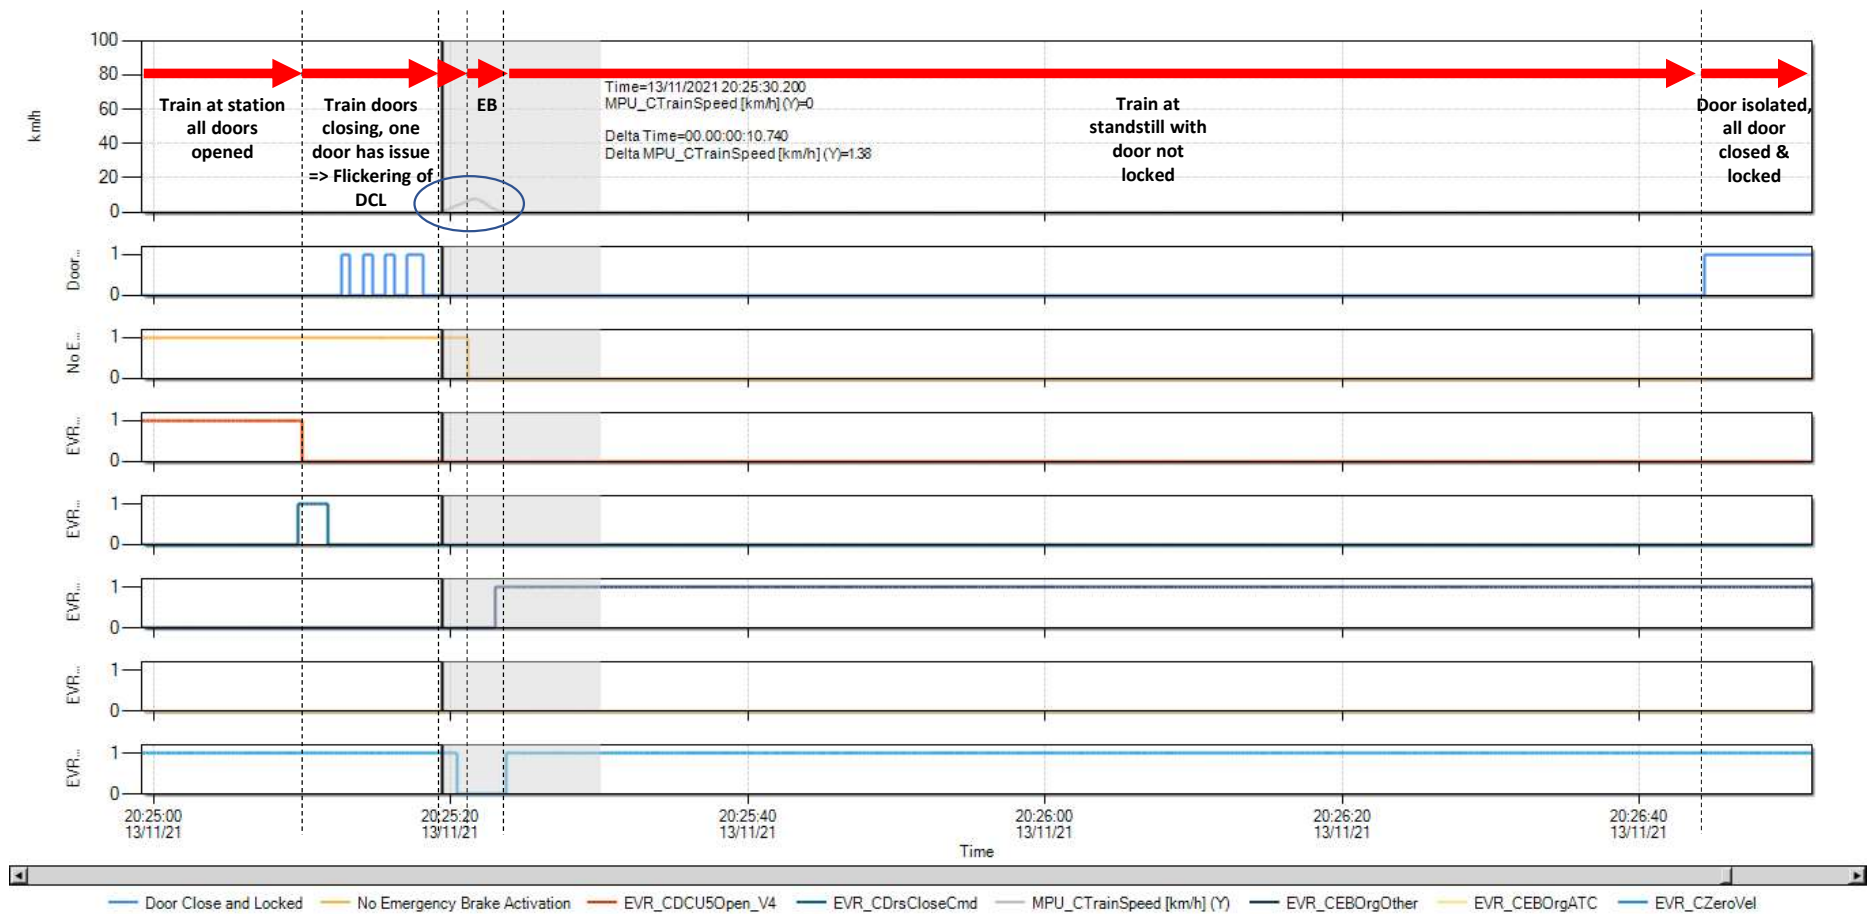 100
80
60
40
20
0
km/h
Train at station
all doors
opened
Train doors
closing, one
door has issue
=> Flickering of
DCL
EB
Time=13/11/2021 20:25:30.200
MPU_CTrainSpeed [km/h] (Y)=0
Delta Time=00.00:00:10.740
Delta MPU_CTrainSpeed [km/h] (Y)=1.38
Train at
standstill with
door not
locked
Door isolated,
all door
closed &
locked
Door...
1
0
No E...
1
0
EVR...
1
0
EVR...
1
0
EVR...
1
0
EVR...
1
0
EVR...
1
0
20:25:00
13/11/21
20:25:20
13/11/21
20:25:40
13/11/21
20:26:00
13/11/21
20:26:20
13/11/21
20:26:40
13/11/21
Time
Door Close and Locked
No Emergency Brake Activation
EVR_CDCU5Open_V4
EVR_CDrsCloseCmd
MPU_CTrainSpeed [km/h] (Y)
EVR_CEBOrgOther
EVR_CEBOrgATC
EVR_CZeroVel